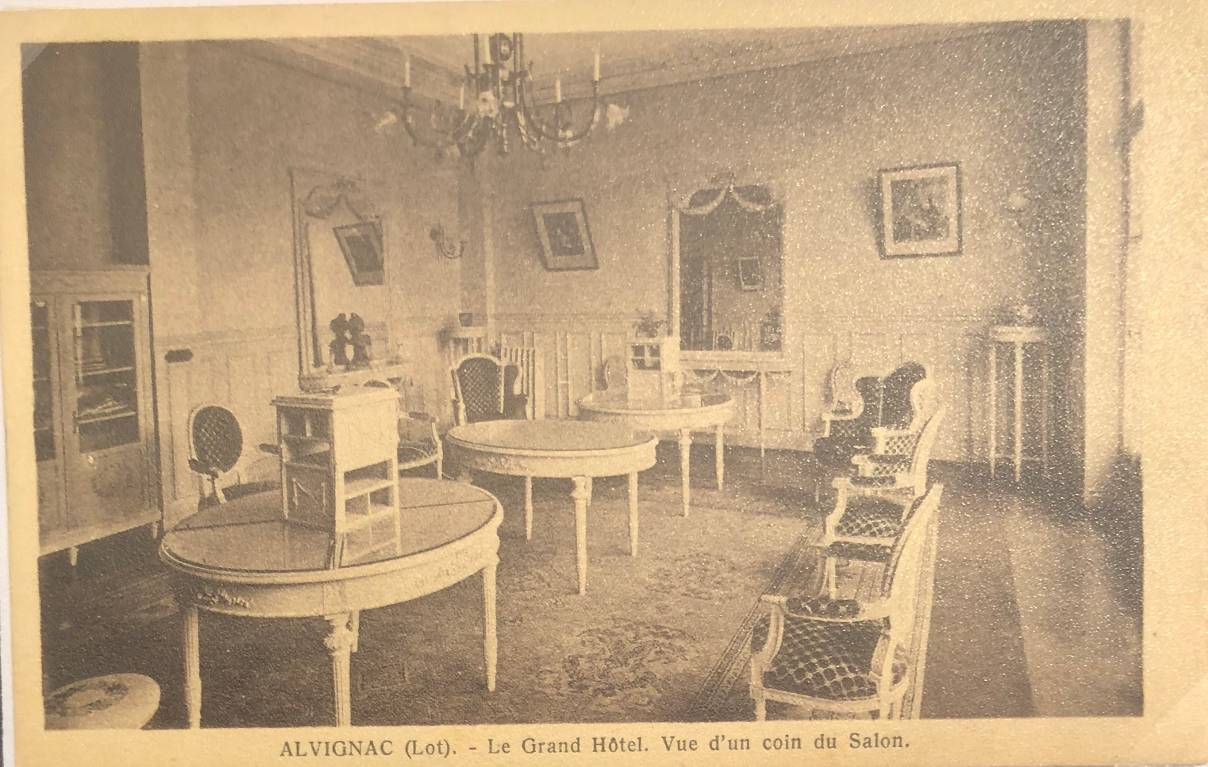 ALVIGNAC (Lot). - Le Grand Hôtel. Vue d'un coin du Salon.